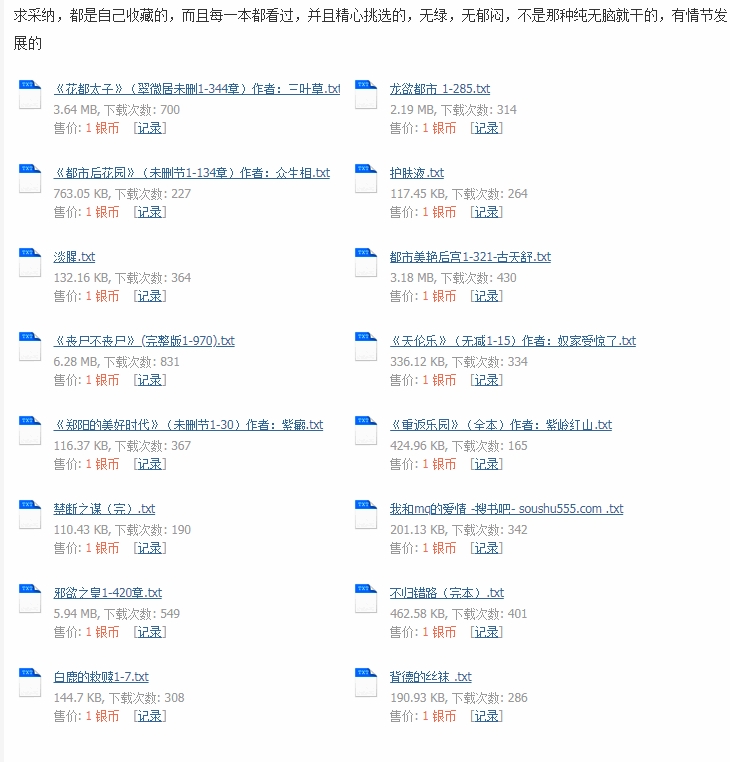 求采纳，都是自己收藏的，而且每一本都看过，并且精心挑选的，无绿，无郁闷，不是那种纯无脑就干的，有情节发
展的
《花都太子》（翠微居未删1-344章）作者：三叶草.txt
3.64 MB, 下载次数: 700
售价: 1 银币 [记录]
龙欲都市 1-285.txt
2.19 MB, 下载次数: 314
售价: 1 银币 [记录]
《都市后花园》（未删节1-134章）作者：众生相.txt
763.05 KB, 下载次数: 227
售价: 1 银币 [记录]
护肤液.txt
117.45 KB, 下载次数: 264
售价: 1 银币 [记录]
淡腥.txt
132.16 KB, 下载次数: 364
售价: 1 银币 [记录]
都市美艳后宫1-321-古天舒.txt
3.18 MB, 下载次数: 430
售价: 1 银币 [记录]
《丧尸不丧尸》(完整版1-970).txt
6.28 MB, 下载次数: 831
售价: 1 银币 [记录]
《天伦乐》（无减1-15）作者：奴家受惊了.txt
336.12 KB, 下载次数: 334
售价: 1 银币 [记录]
《郑阳的美好时代》（未删节1-30）作者：紫癜.txt
116.37 KB, 下载次数: 367
售价: 1 银币 [记录]
《重返乐园》（全本）作者：紫岭红山.txt
424.96 KB, 下载次数: 165
售价: 1 银币 [记录]
禁断之谋（完）.txt
110.43 KB, 下载次数: 190
售价: 1 银币 [记录]
我和mq的爱情 -搜书吧- soushu555.com .txt
201.13 KB, 下载次数: 342
售价: 1 银币 [记录]
邪欲之皇1-420章.txt
5.94 MB, 下载次数: 549
售价: 1 银币 [记录]
不归错路（完本）.txt
462.58 KB, 下载次数: 401
售价: 1 银币 [记录]
白鹿的救赎1-7.txt
144.7 KB, 下载次数: 308
售价: 1 银币 [记录]
背德的丝袜 .txt
190.93 KB, 下载次数: 286
售价: 1 银币 [记录]